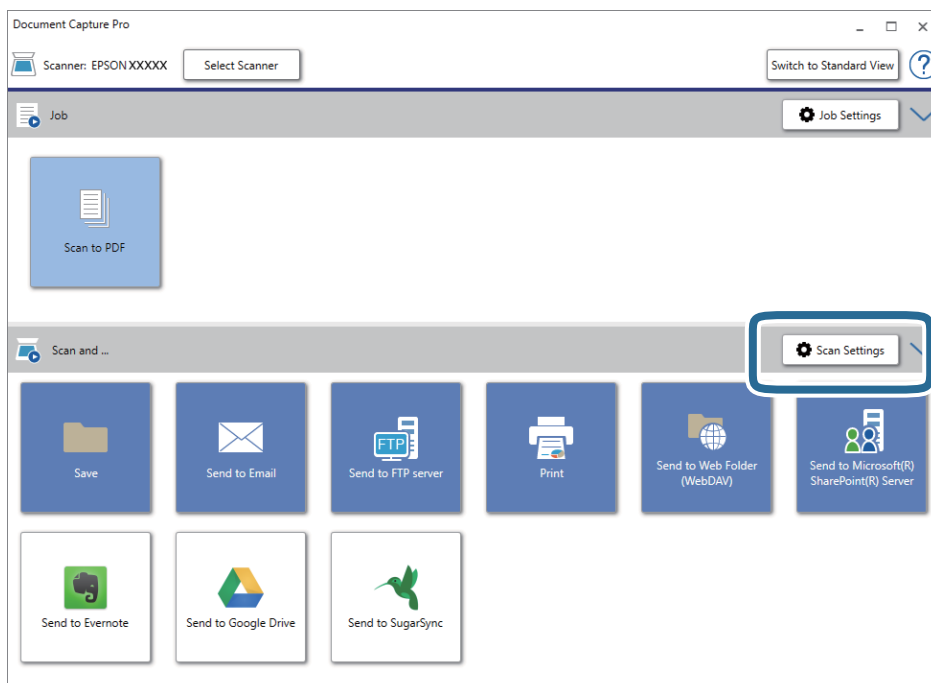 Document Capture Pro
Scanner: EPSON XXXXX
Select Scanner
Switch to Standard View
?
Job
Job Settings
Scan to PDF
Scan and ...
Scan Settings
Save
Send to Email
FTP
Send to FTP server
Print
Send to Web Folder
(WebDAV)
Send to Microsoft(R)
SharePoint(R) Server
Send to Evernote
Send to Google Drive
Send to SugarSync